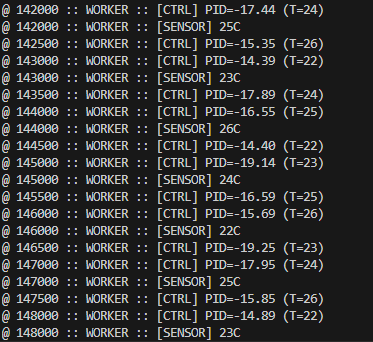 @ 142000 :: WORKER :: [CTRL] PID=-17.44 (T=24)
@ 142000 :: WORKER :: [SENSOR] 25C
@ 142500 :: WORKER :: [CTRL] PID=-15.35 (T=26)
@ 143000 :: WORKER :: [CTRL] PID=-14.39 (T=22)
@ 143000 :: WORKER :: [SENSOR] 23C
@ 143500 :: WORKER :: [CTRL] PID=-17.89 (T=24)
@ 144000 :: WORKER :: [CTRL] PID=-16.55 (T=25)
@ 144000 :: WORKER :: [SENSOR] 26C
@ 144500 :: WORKER :: [CTRL] PID=-14.40 (T=22)
@ 145000 :: WORKER :: [CTRL] PID=-19.14 (T=23)
@ 145000 :: WORKER :: [SENSOR] 24C
@ 145500 :: WORKER :: [CTRL] PID=-16.59 (T=25)
@ 146000 :: WORKER :: [CTRL] PID=-15.69 (T=26)
@ 146000 :: WORKER :: [SENSOR] 22C
@ 146500 :: WORKER :: [CTRL] PID=-19.25 (T=23)
@ 147000 :: WORKER :: [CTRL] PID=-17.95 (T=24)
@ 147000 :: WORKER :: [SENSOR] 25C
@ 147500 :: WORKER :: [CTRL] PID=-15.85 (T=26)
@ 148000 :: WORKER :: [CTRL] PID=-14.89 (T=22)
@ 148000 :: WORKER :: [SENSOR] 23C